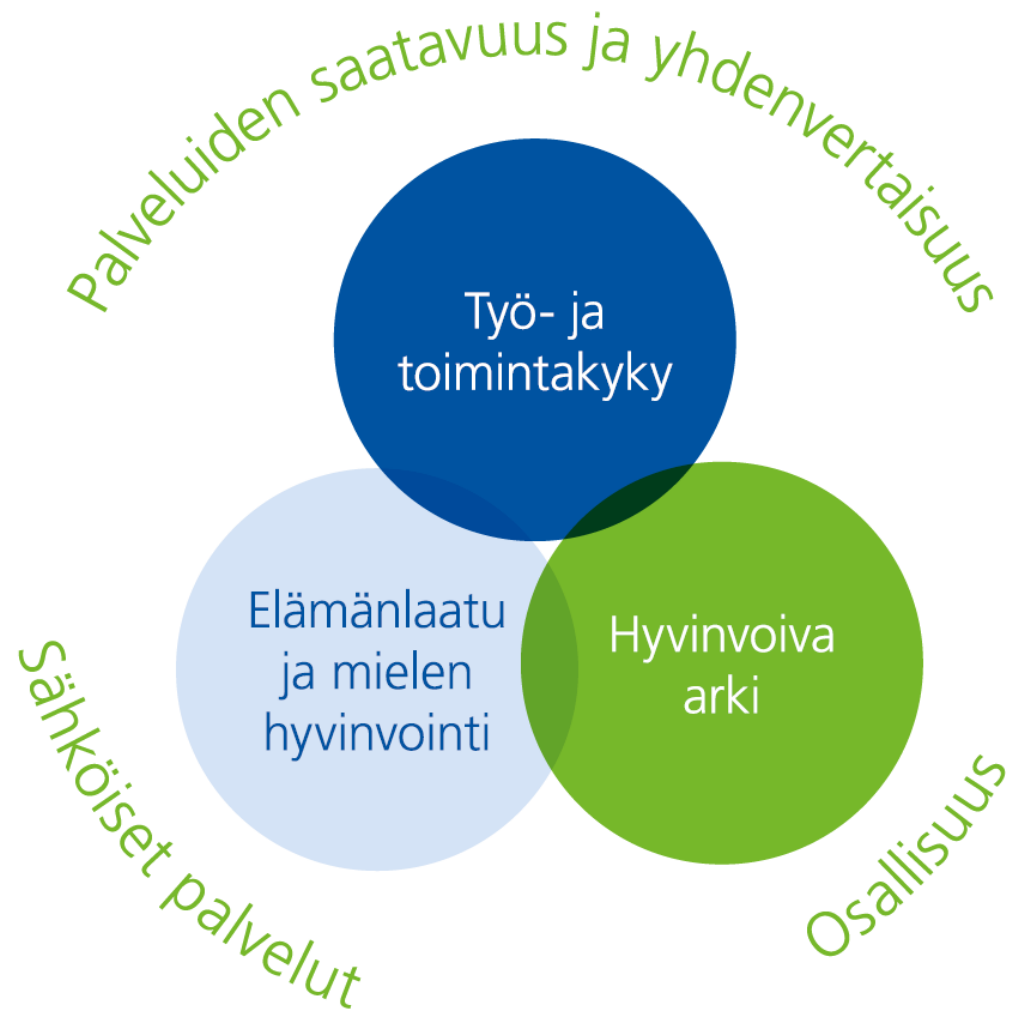 Palveluiden saatavuus ja yhdenvertaisuus
Työ- ja
toimintakyky
Elämänlaatu
ja mielen
hyvinvointi
Hyvinvoiva
arki
Sähköiset palvelut
Osallisuus